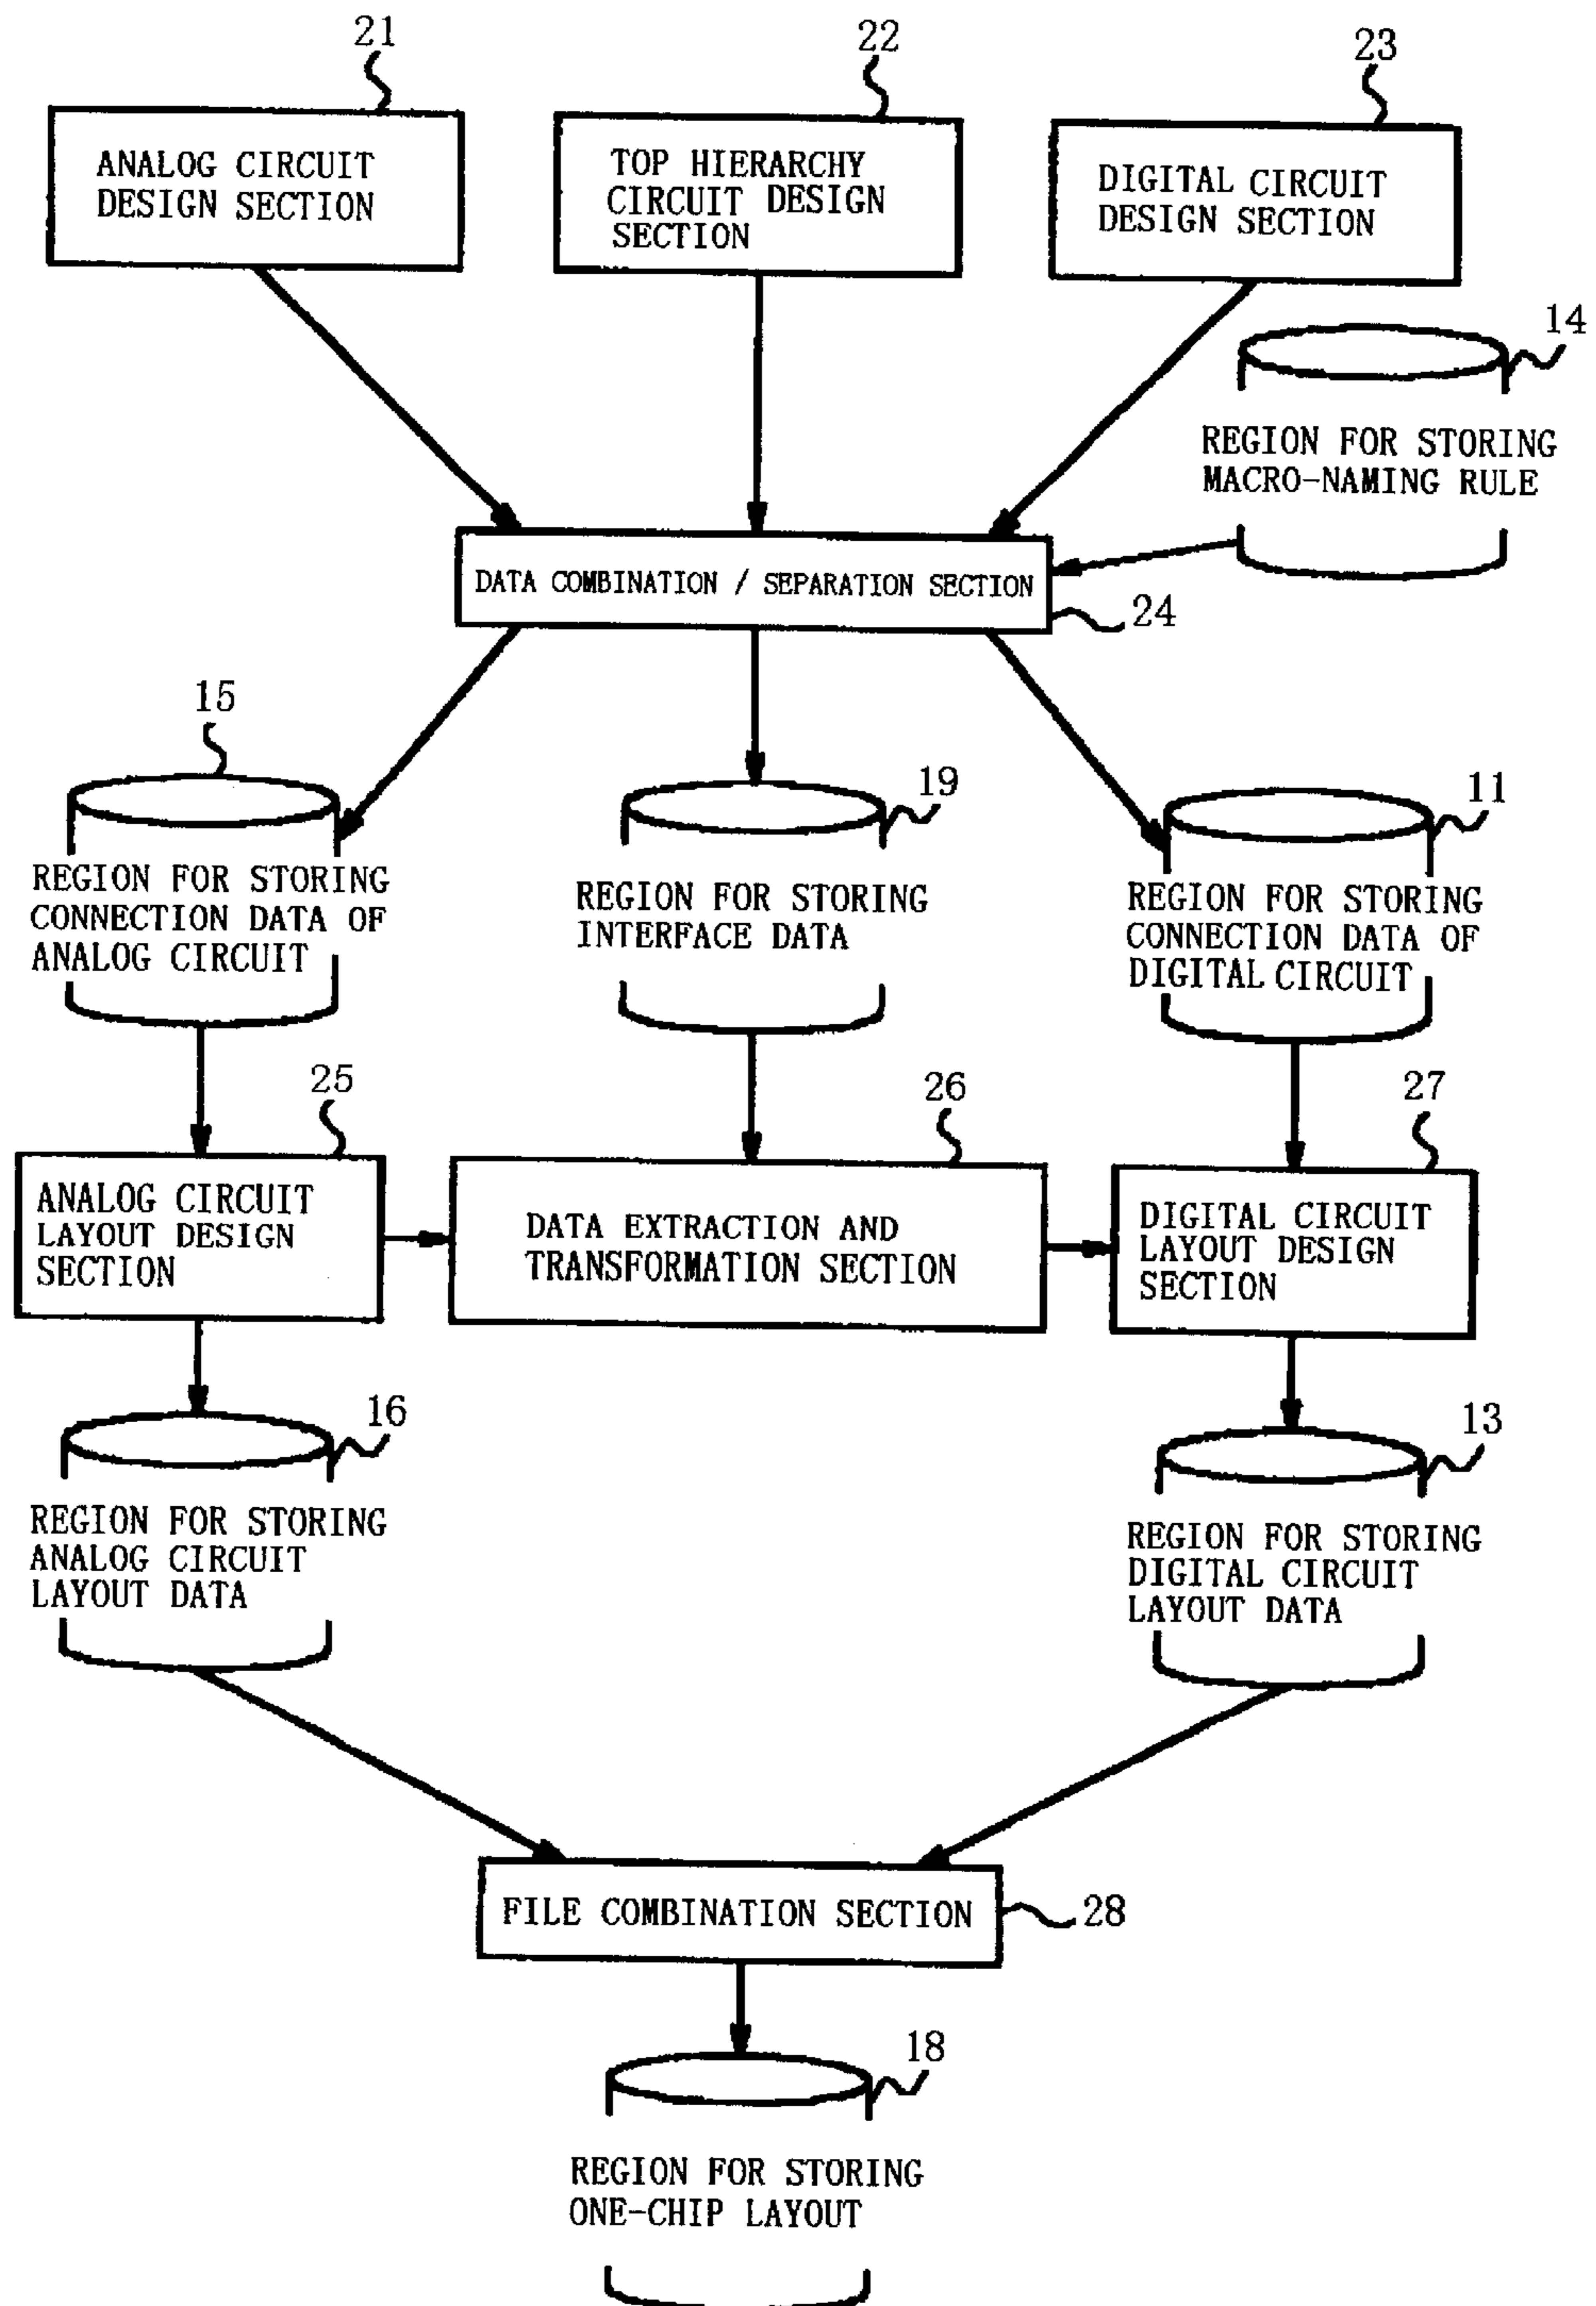 21
22
23
ANALOG CIRCUIT
DESIGN SECTION
TOP HIERARCHY
CIRCUIT DESIGN
SECTION
DIGITAL CIRCUIT
DESIGN SECTION
14
REGION FOR STORING
MACRO-NAMING RULE
DATA COMBINATION / SEPARATION SECTION
24
15
19
11
REGION FOR STORING
CONNECTION DATA OF
ANALOG CIRCUIT
REGION FOR STORING
INTERFACE DATA
REGION FOR STORING
CONNECTION DATA OF
DIGITAL CIRCUIT
25
26
27
ANALOG CIRCUIT
LAYOUT DESIGN
SECTION
DATA EXTRACTION AND
TRANSFORMATION SECTION
DIGITAL CIRCUIT
LAYOUT DESIGN
SECTION
16
13
REGION FOR STORING
ANALOG CIRCUIT
LAYOUT DATA
REGION FOR STORING
DIGITAL CIRCUIT
LAYOUT DATA
FILE COMBINATION SECTION
28
18
REGION FOR STORING
ONE-CHIP LAYOUT